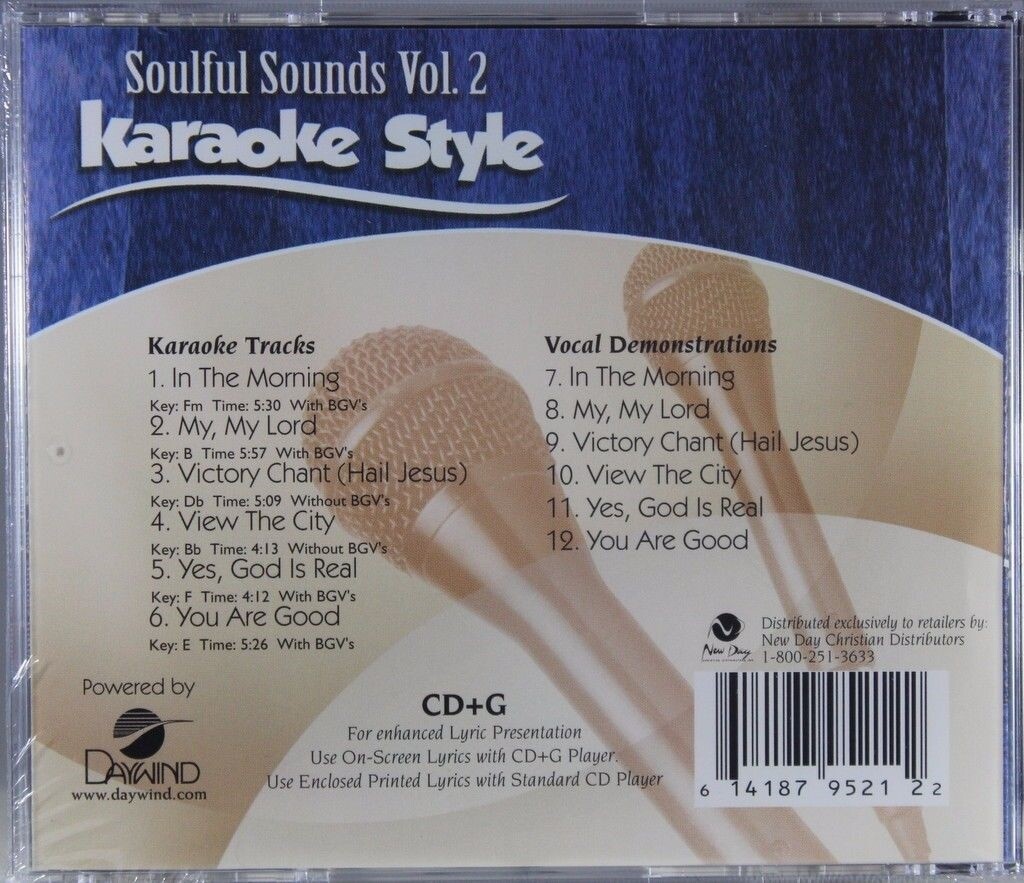 Soulful Sounds Vol. 2
Karaoke Style
Karaoke Tracks
1. In The Morning
Key: Fm Time: 5:30 With BGV's
2. My, My Lord
Key: B Time 5:57 With BGV's
3. Victory Chant (Hail Jesus)
Key: Db Time: 5:09 Without BGV's
4. View The City
Key: Bb Time: 4:13 Without BGV's
5. Yes, God Is Real
Key: F Time: 4:12 With BGV's
6. You Are Good
Key: E Time: 5:26 With BGV's
Vocal Demonstrations
7. In The Morning
8. My, My Lord
9. Victory Chant (Hail Jesus)
10. View The City
11. Yes, God Is Real
12. You Are Good
Powered by
DAYWIND
www.daywind.com
CD+G
For enhanced Lyric Presentation
Use On-Screen Lyrics with CD+G Player.
Use Enclosed Printed Lyrics with Standard CD Player
New Day
Distributed exclusively to retailers by:
New Day Christian Distributors
1-800-251-3633
6 14187 95212 2